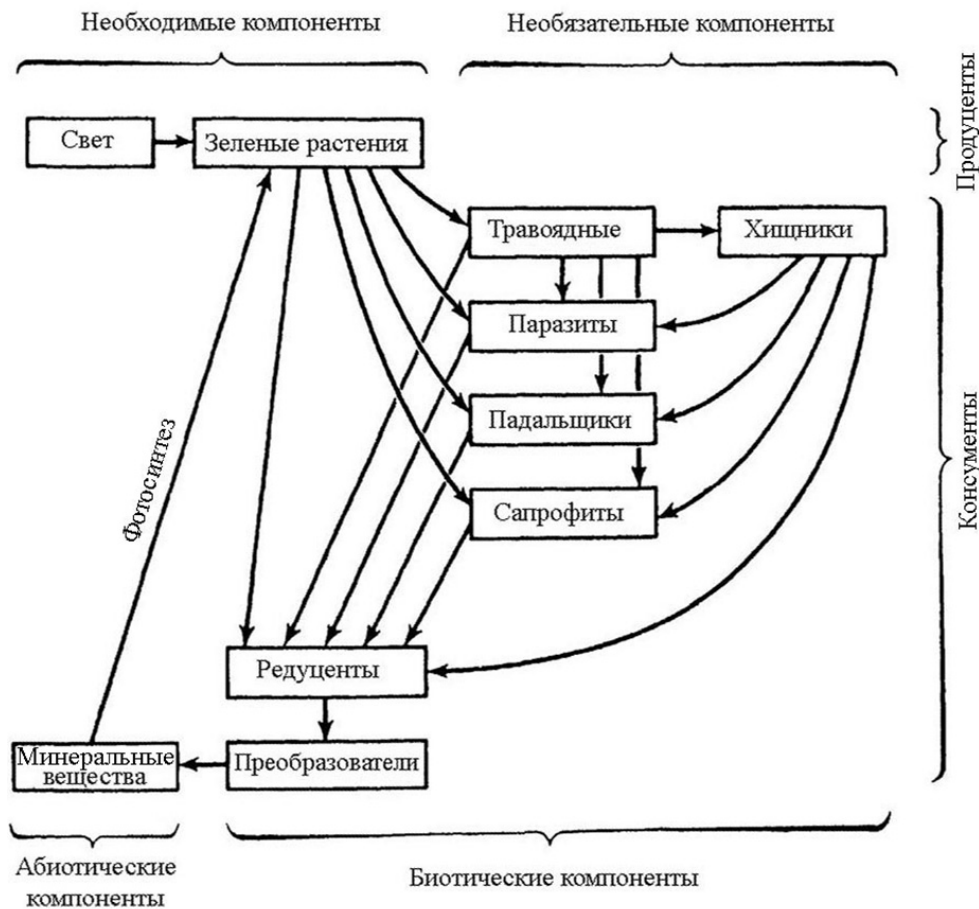 Необходимые компоненты
Необязательные компоненты
Продуценты
Свет
Зеленые растения
Травоядные
Хищники
Паразиты
Падальщики
Сапрофиты
Консументы
Фотосинтез
Редуценты
Минеральные
вещества
Преобразователи
Абиотические
компоненты
Биотические компоненты